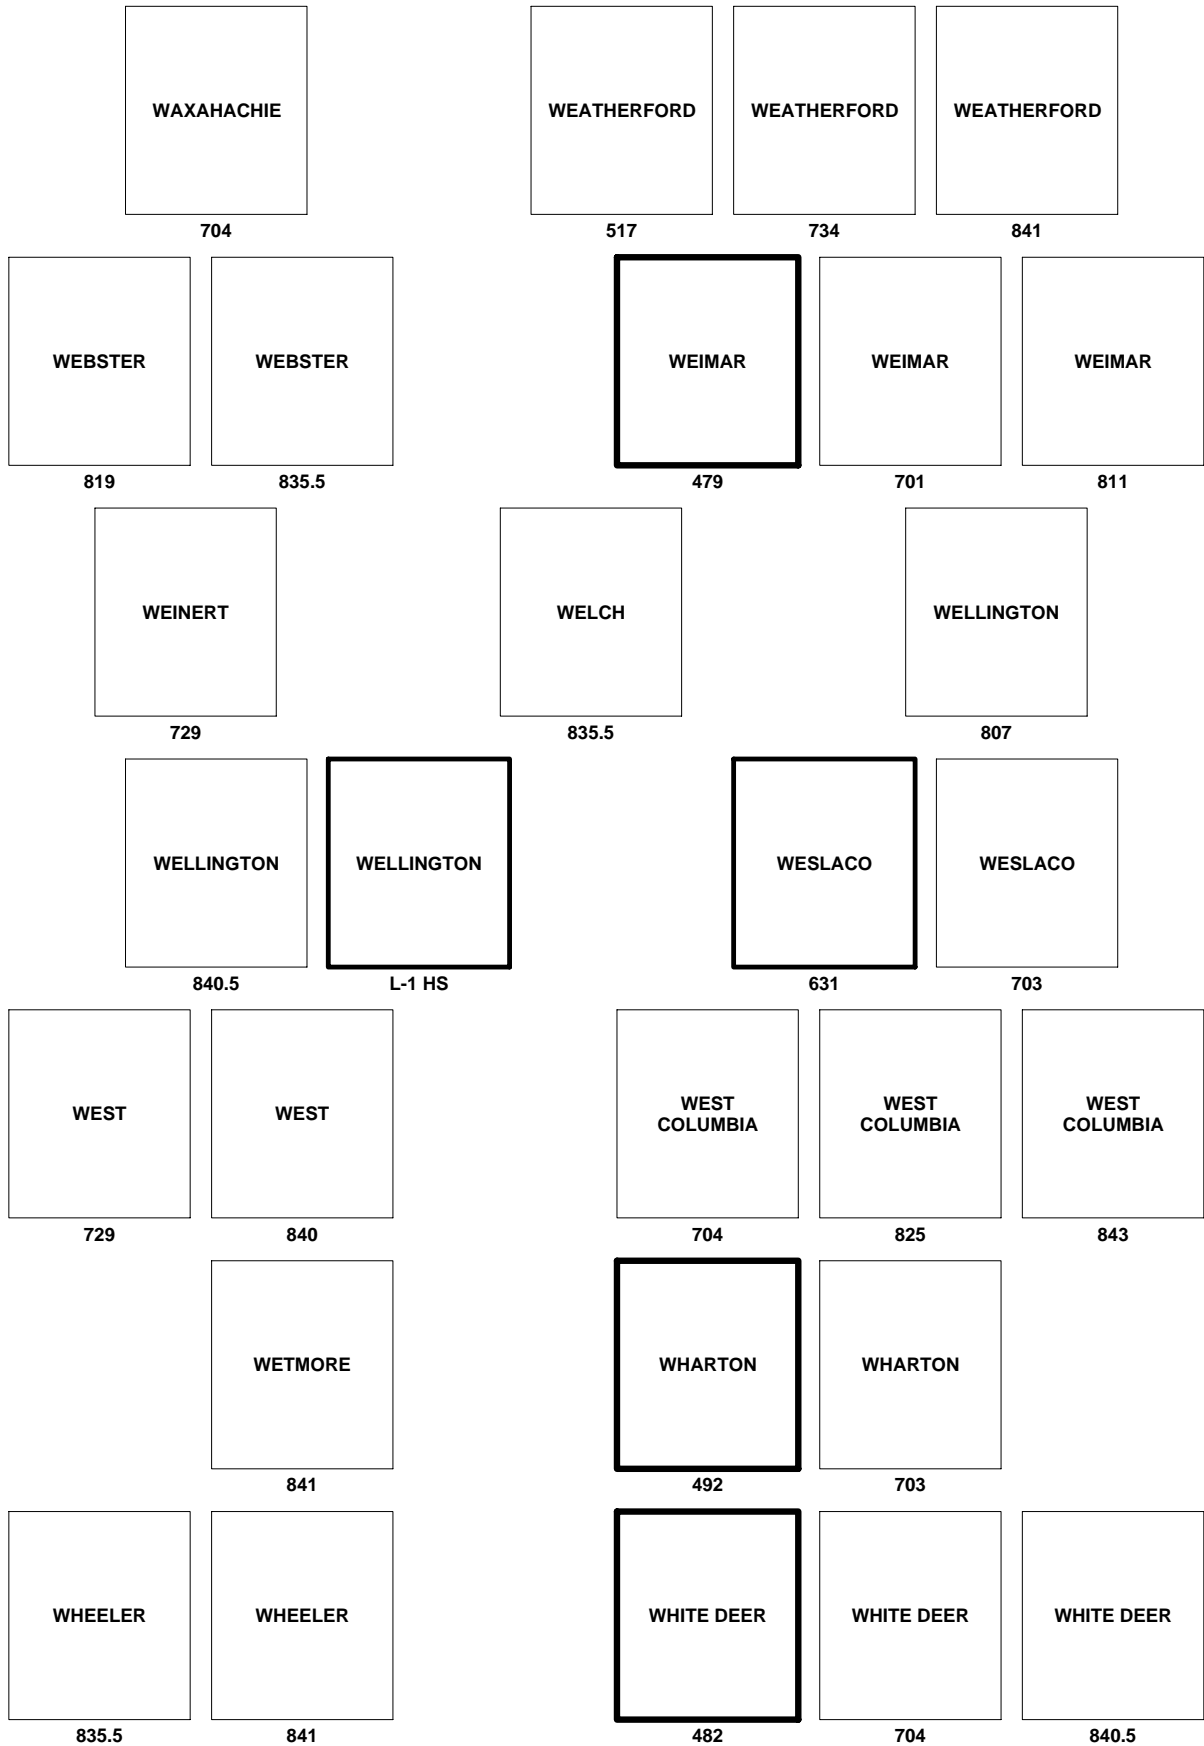 WAXAHACHIE
704
WEATHERFORD
517
WEATHERFORD
734
WEATHERFORD
841
WEBSTER
819
WEBSTER
835.5
WEIMAR
479
WEIMAR
701
WEIMAR
811
WEINERT
729
WELCH
835.5
WELLINGTON
807
WELLINGTON
840.5
WELLINGTON
L-1 HS
WESLACO
631
WESLACO
703
WEST
729
WEST
840
WEST
COLUMBIA
704
WEST
COLUMBIA
825
WEST
COLUMBIA
843
WETMORE
841
WHARTON
492
WHARTON
703
WHEELER
835.5
WHEELER
841
WHITE DEER
482
WHITE DEER
704
WHITE DEER
840.5